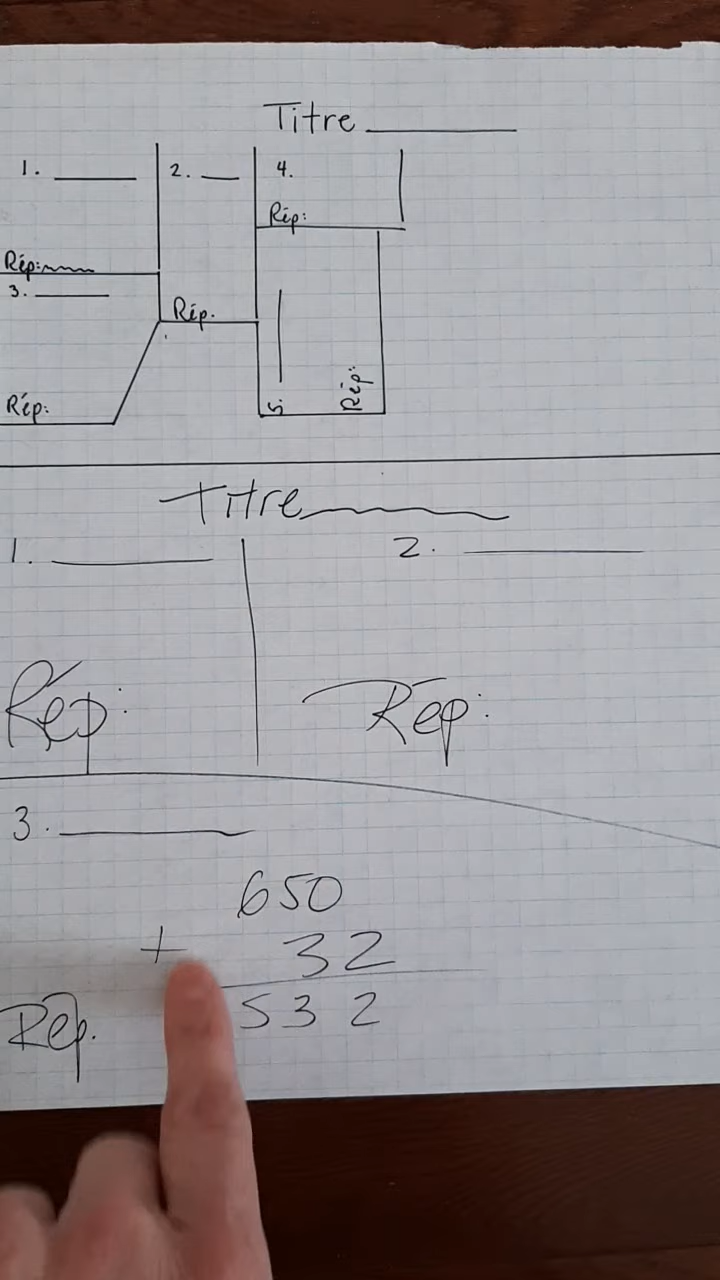 Titre
1.
2.
4.
Rép:
Rép:
3.
Rép.
Rép:
5.
Rép:
Titre
1.
2.
Rép:
Rép:
3.
650
+ 32
532
Rép.